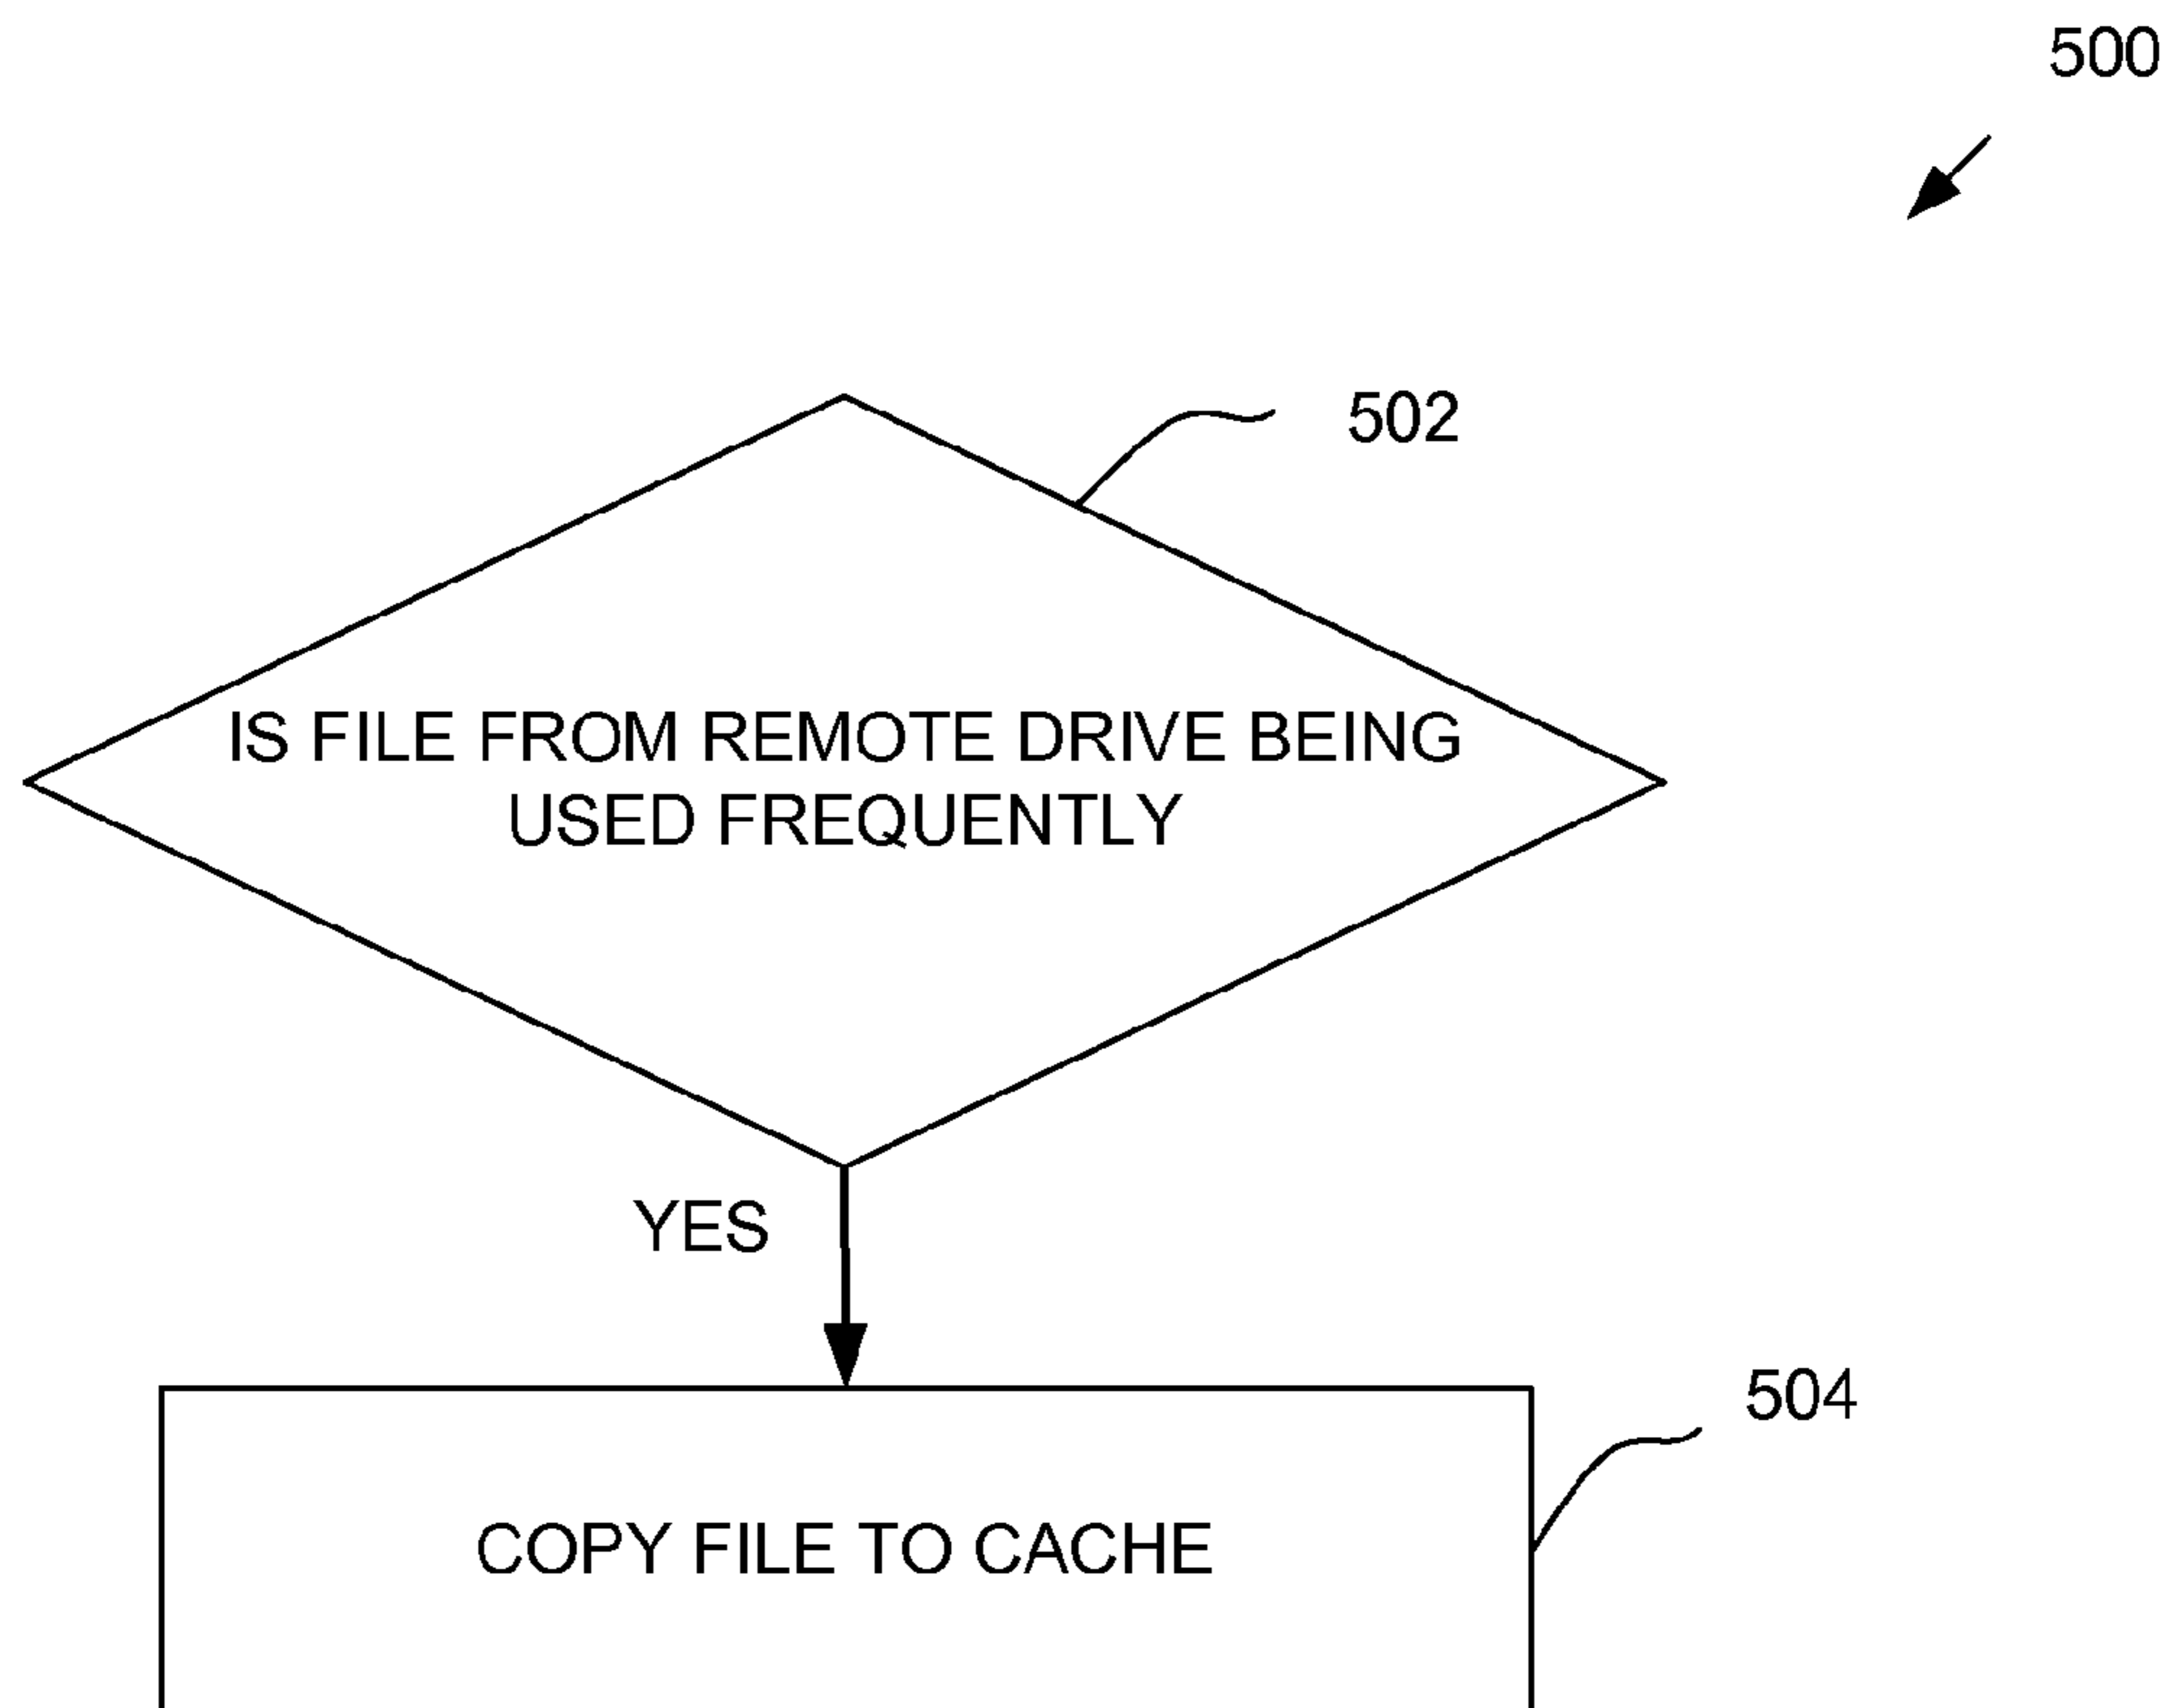 500
502
IS FILE FROM REMOTE DRIVE BEING
USED FREQUENTLY
YES
504
COPY FILE TO CACHE